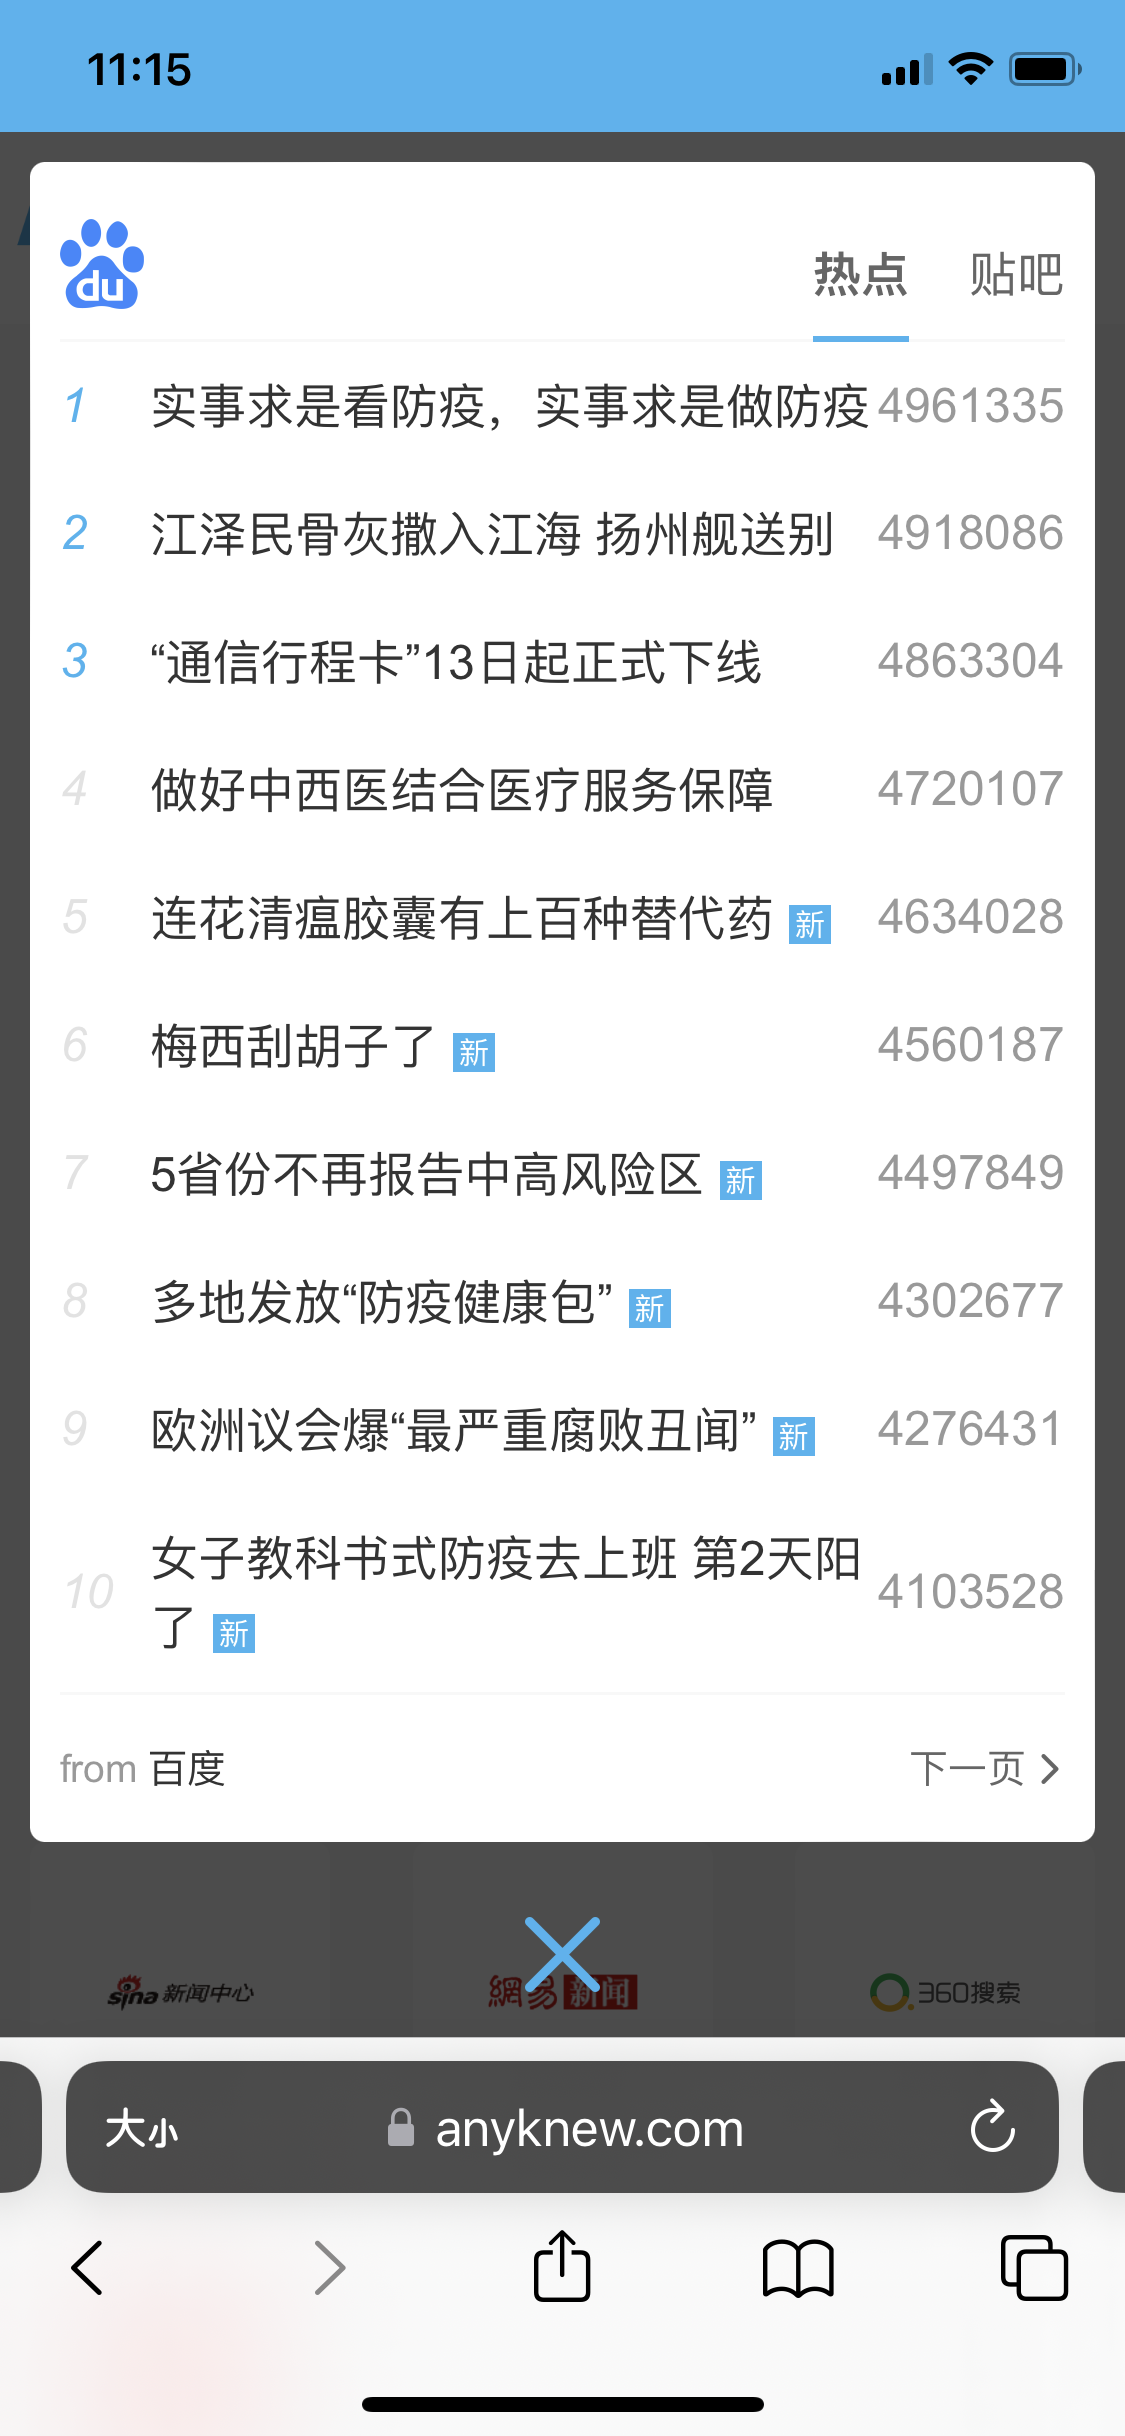 11:15
du
热点 贴吧
1 实事求是看防疫，实事求是做防疫 4961335
2 江泽民骨灰撒入江海 扬州舰送别 4918086
3 “通信行程卡”13日起正式下线 4863304
4 做好中西医结合医疗服务保障 4720107
5 连花清瘟胶囊有上百种替代药 新 4634028
6 梅西刮胡子了 新 4560187
7 5省份不再报告中高风险区 新 4497849
8 多地发放“防疫健康包” 新 4302677
9 欧洲议会爆“最严重腐败丑闻” 新 4276431
10 女子教科书式防疫去上班 第2天阳 4103528
了 新
from 百度 下一页
sina 新闻中心 網易 新闻 360搜索
大小 anyknew.com